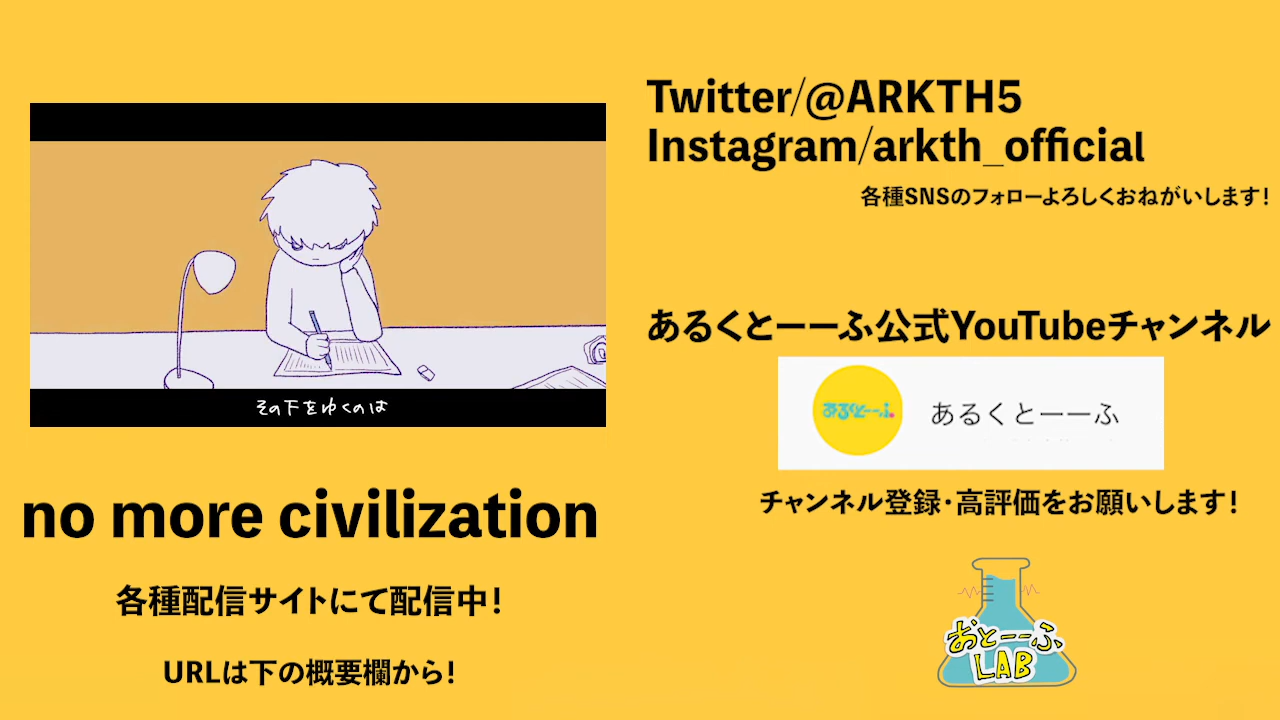 その下をゆくのは
no more civilization
各種配信サイトにて配信中!
URLは下の概要欄から!
Twitter/@ARKTH5
Instagram/arkth_official
各種SNSのフォローよろしくおねがいします!
あるくとーーふ公式YouTubeチャンネル
あるくとーーふ
あるくとーーふ
チャンネル登録・高評価をお願いします!
おとーーふ
LAB